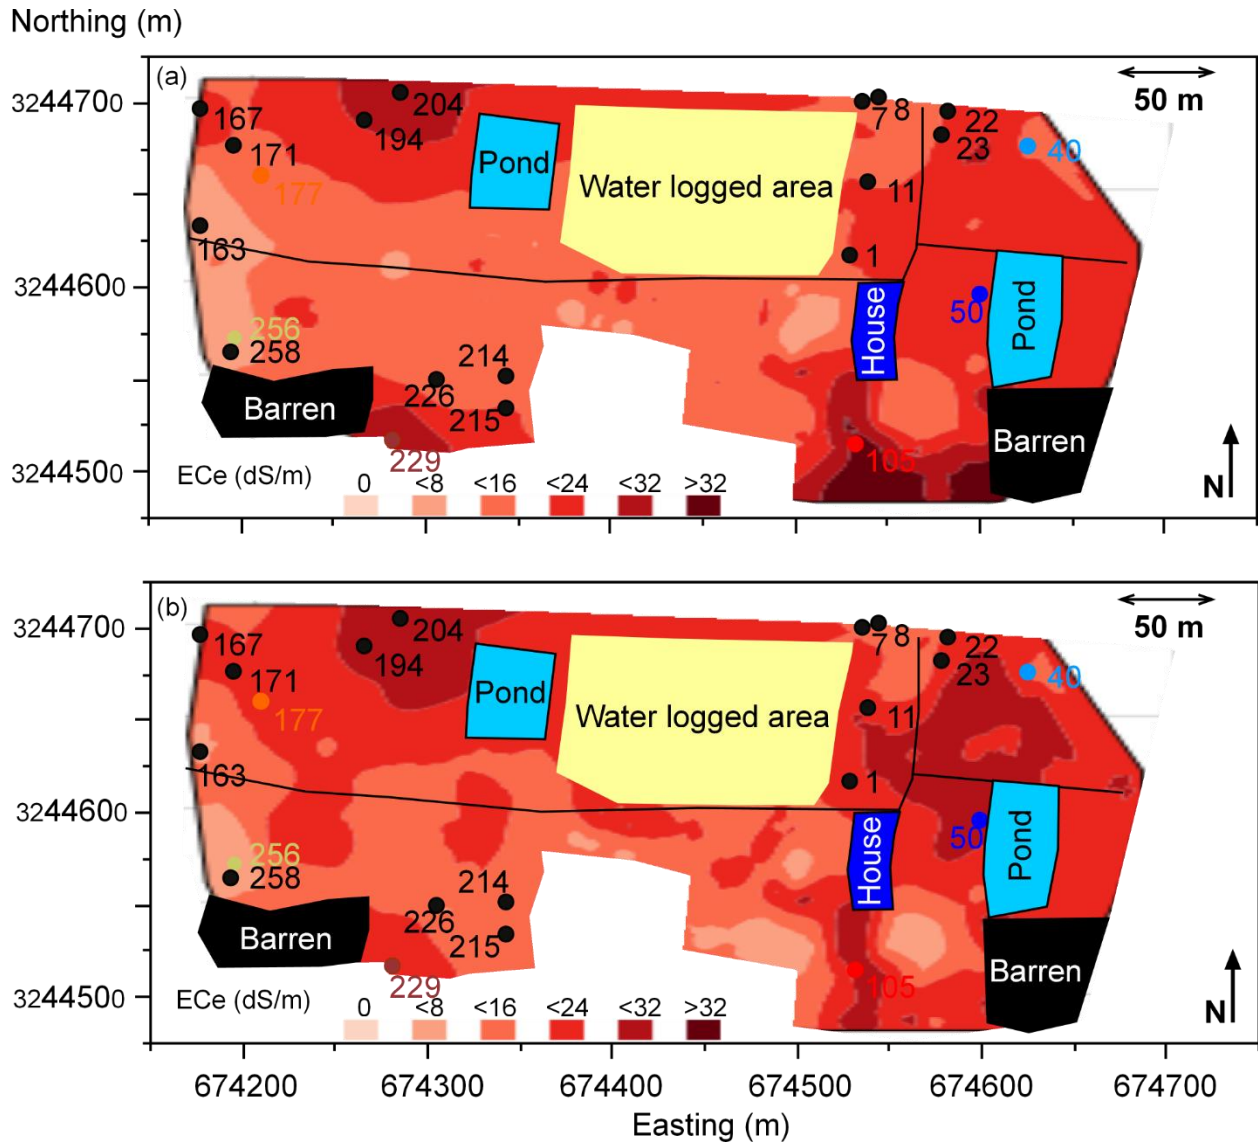 Northing (m)
(a)
50 m
3244700
204
7 8
22
167
194
23
40
171
Pond
177
Water logged area
11
163
1
3244600
50
256
258
214
House
Pond
226
215
Barren
Barren
229
105
3244500
ECe (dS/m)
0 <8 <16 <24 <32 >32
N
(b)
50 m
3244700
204
7 8
22
167
194
23
40
171
Pond
177
Water logged area
11
163
1
3244600
50
256
258
214
House
Pond
226
215
Barren
Barren
229
105
3244500
ECe (dS/m)
0 <8 <16 <24 <32 >32
N
674200 674300 674400 674500 674600 674700
Easting (m)